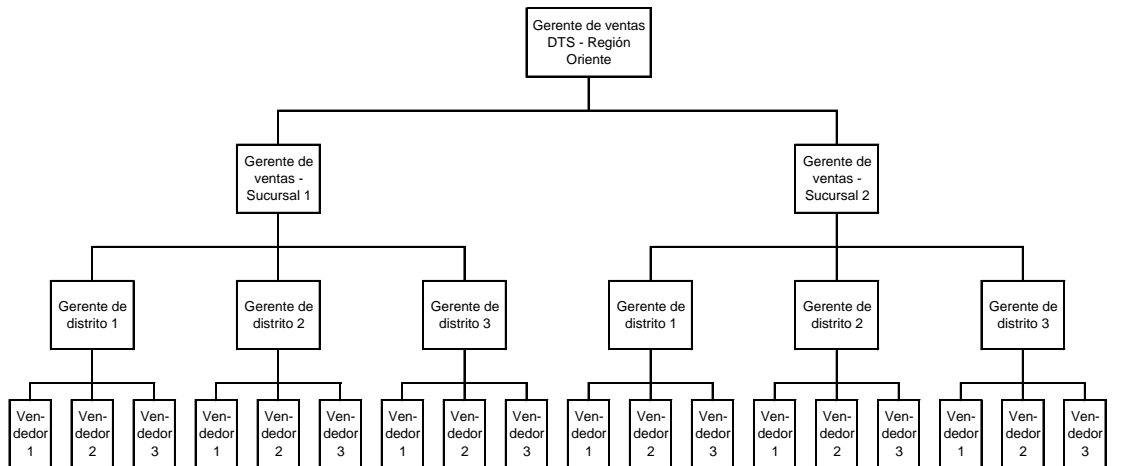 Gerente de ventas
DTS - Región
Oriente
Gerente de
ventas -
Sucursal 1
Gerente de
ventas -
Sucursal 2
Gerente de
distrito 1
Gerente de
distrito 2
Gerente de
distrito 3
Gerente de
distrito 1
Gerente de
distrito 2
Gerente de
distrito 3
Ven-
dedor
1
Ven-
dedor
2
Ven-
dedor
3
Ven-
dedor
1
Ven-
dedor
2
Ven-
dedor
3
Ven-
dedor
1
Ven-
dedor
2
Ven-
dedor
3
Ven-
dedor
1
Ven-
dedor
2
Ven-
dedor
3
Ven-
dedor
1
Ven-
dedor
2
Ven-
dedor
3
Ven-
dedor
1
Ven-
dedor
2
Ven-
dedor
3